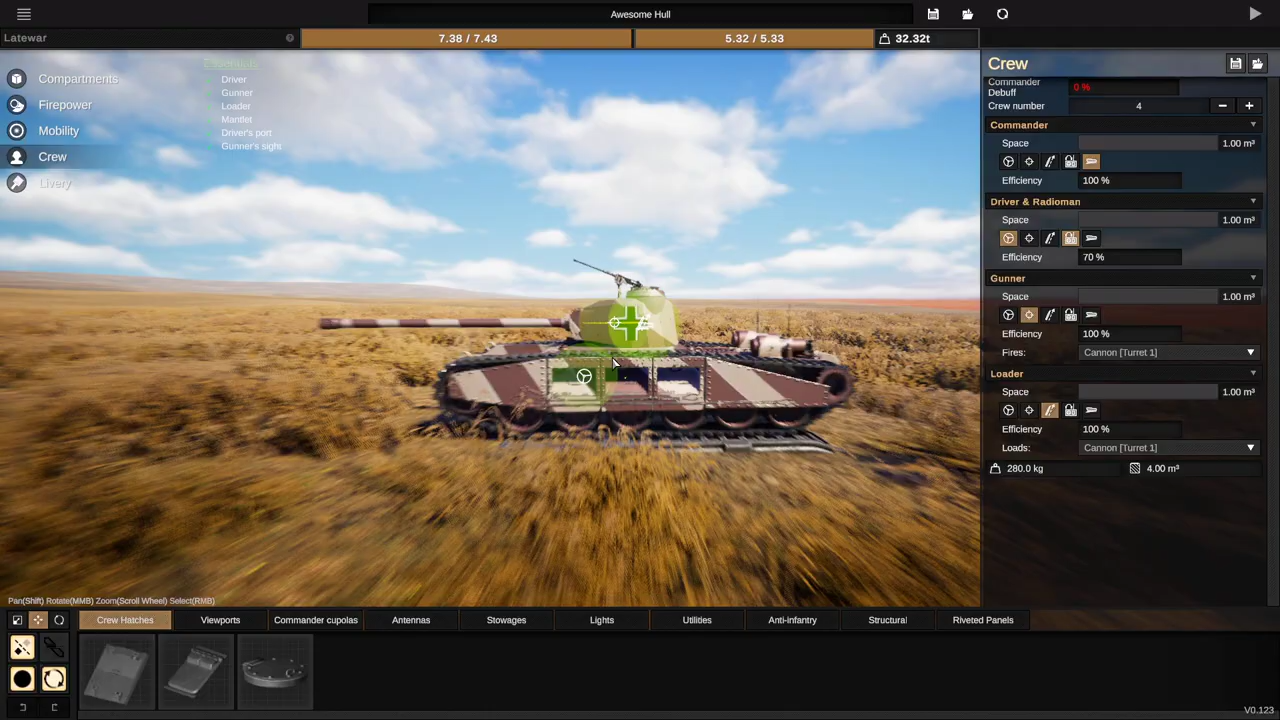 Awesome Hull
Latewar
7.38 / 7.43
5.32 / 5.33
32.32t
Compartments
Firepower
Mobility
Crew
Livery
Essentials
Driver
Gunner
Loader
Mantlet
Driver's port
Gunner's sight
Crew
Commander
Debuff
0 %
Crew number
4
Commander
Space
1.00 m³
Efficiency
100 %
Driver & Radioman
Space
1.00 m³
Efficiency
70 %
Gunner
Space
1.00 m³
Efficiency
100 %
Fires:
Cannon [Turret 1]
Loader
Space
1.00 m³
Efficiency
100 %
Loads:
Cannon [Turret 1]
280.0 kg
4.00 m³
Pan(Shift) Rotate(MMB) Zoom(Scroll Wheel) Select(RMB)
Crew Hatches
Viewports
Commander cupolas
Antennas
Stowages
Lights
Utilities
Anti-infantry
Structural
Riveted Panels
V0.123